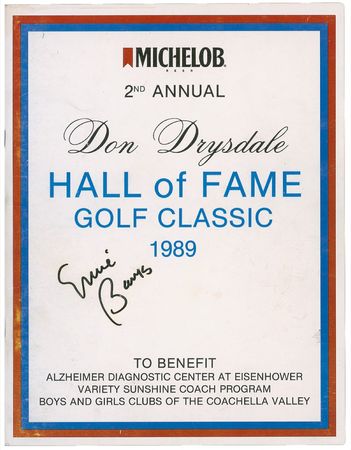 MICHELOB.
BEER
2ND ANNUAL
Don Drysdale
HALL of FAME
GOLF CLASSIC
1989
Ernie
Banks
TO BENEFIT
ALZHEIMER DIAGNOSTIC CENTER AT EISENHOWER
VARIETY SUNSHINE COACH PROGRAM
BOYS AND GIRLS CLUBS OF THE COACHELLA VALLEY